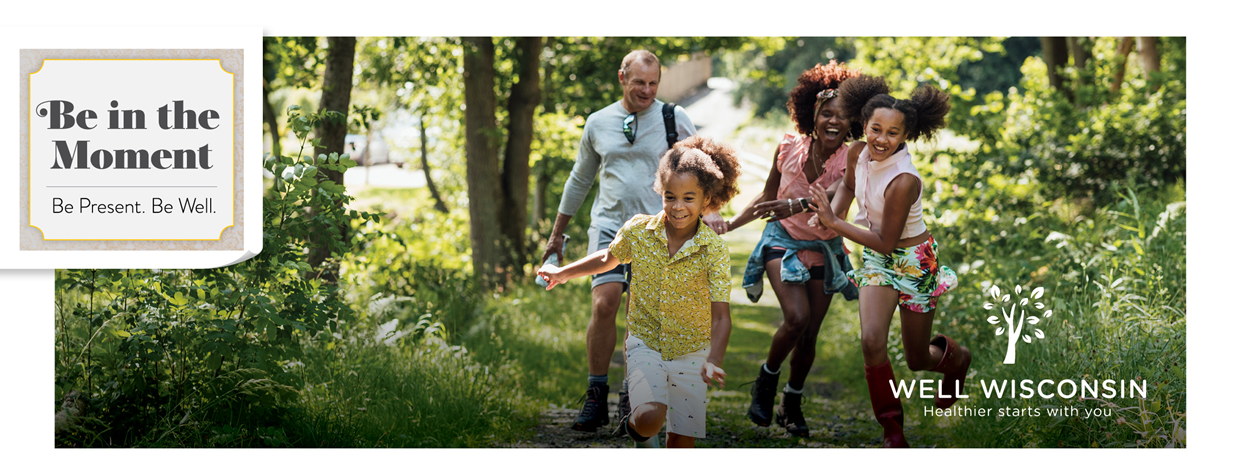 Be in the
Moment
Be Present. Be Well.
WELL WISCONSIN
Healthier starts with you